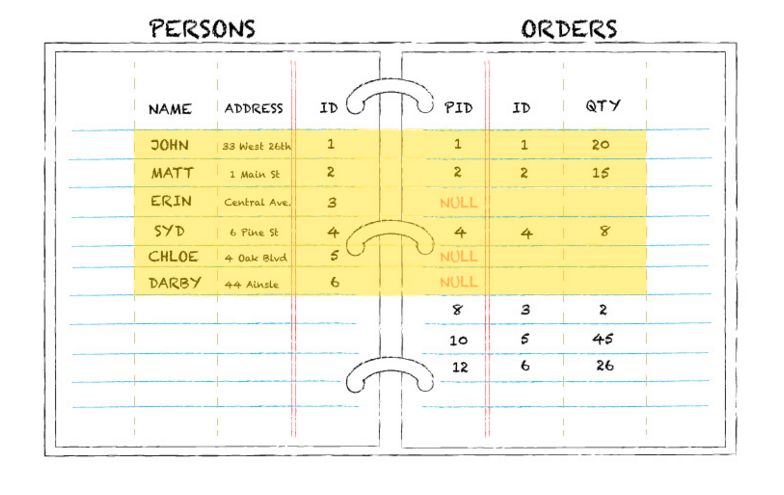 PERSONS ORDERS
NAME ADDRESS ID PID ID QTY
JOHN 33 West 26th 1 1 1 20
MATT 1 Main St 2 2 2 15
ERIN Central Ave. 3 NULL
SYD 6 Pine St 4 4 4 8
CHLOE 4 Oak Blvd 5 NULL
DARBY 44 Ainsle 6 NULL
8 3 2
10 5 45
12 6 26